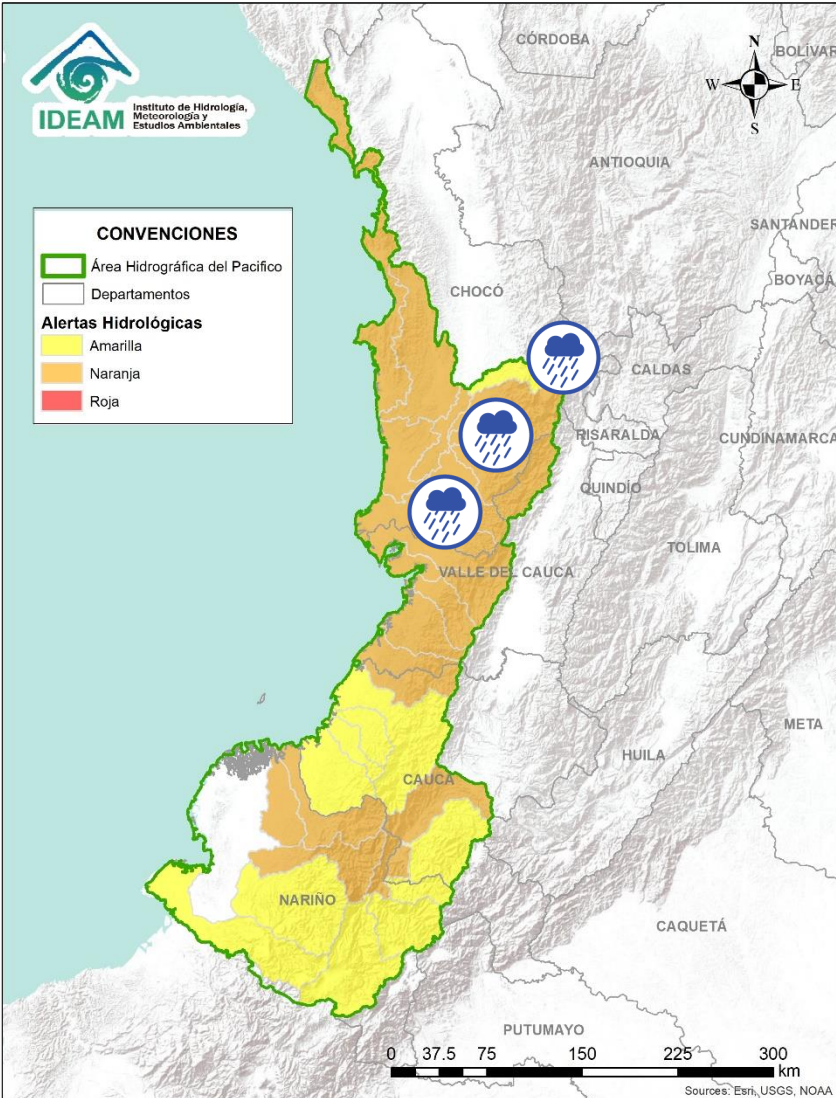 IDEAM
Instituto de Hidrología,
Meteorología y
Estudios Ambientales
N
W
E
S
CÓRDOBA
BOLÍVAR
ANTIOQUIA
SANTANDER
BOYACÁ
CHOCÓ
CALDAS
RISARALDA
CUNDINAMARCA
QUINDÍO
TOLIMA
VALLE DEL CAUCA
META
HUILA
CAUCA
NARIÑO
CAQUETÁ
PUTUMAYO
CONVENCIONES
Área Hidrográfica del Pacifico
Departamentos
Alertas Hidrológicas
Amarilla
Naranja
Roja
0 37.5 75 150 225 300
km
Sources: Esri, USGS, NOAA